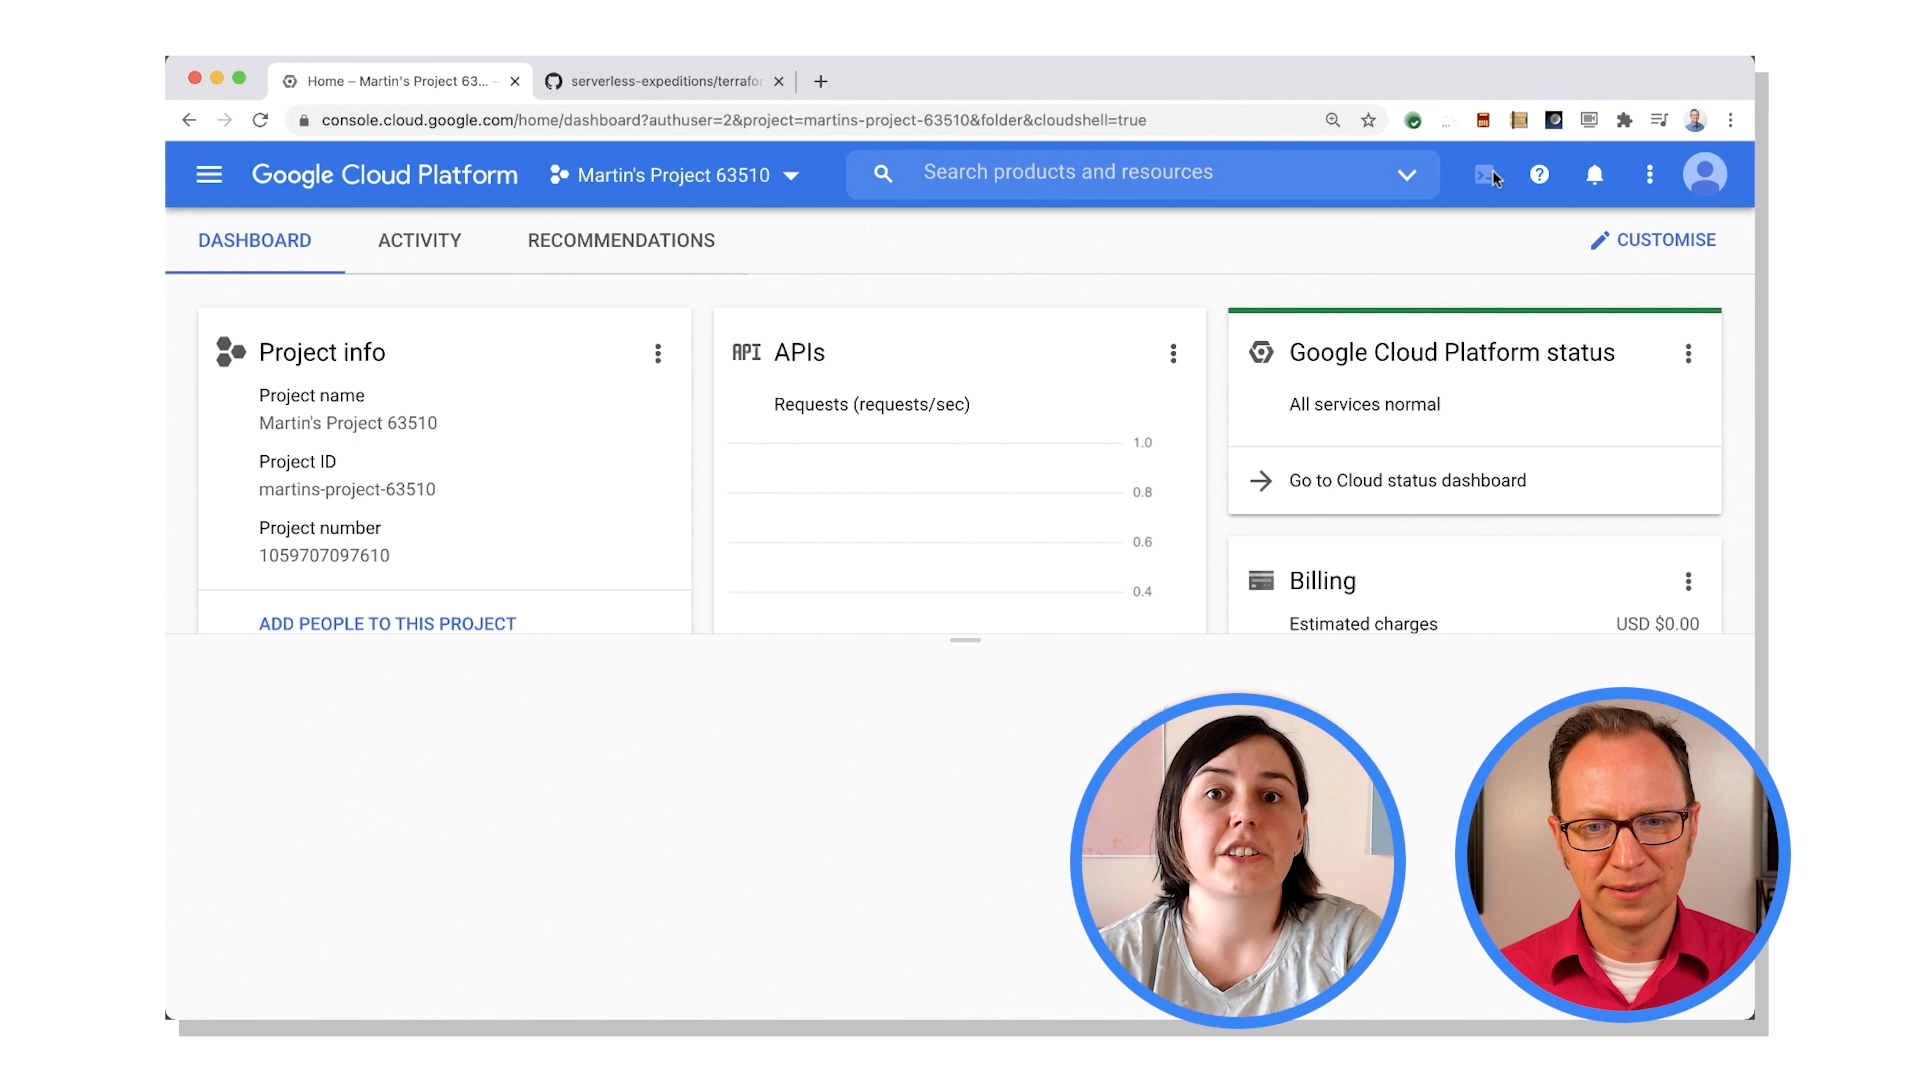 Home – Martin's Project 63... –
serverless-expeditions/terrafor
console.cloud.google.com/home/dashboard?authuser=2&project=martins-project-63510&folder&cloudshell=true
Google Cloud Platform
Martin's Project 63510
Search products and resources
DASHBOARD
ACTIVITY
RECOMMENDATIONS
CUSTOMISE
Project info
Project name
Martin's Project 63510
Project ID
martins-project-63510
Project number
1059707097610
ADD PEOPLE TO THIS PROJECT
API APIs
Requests (requests/sec)
1.0
0.8
0.6
0.4
Google Cloud Platform status
All services normal
Go to Cloud status dashboard
Billing
Estimated charges
USD $0.00